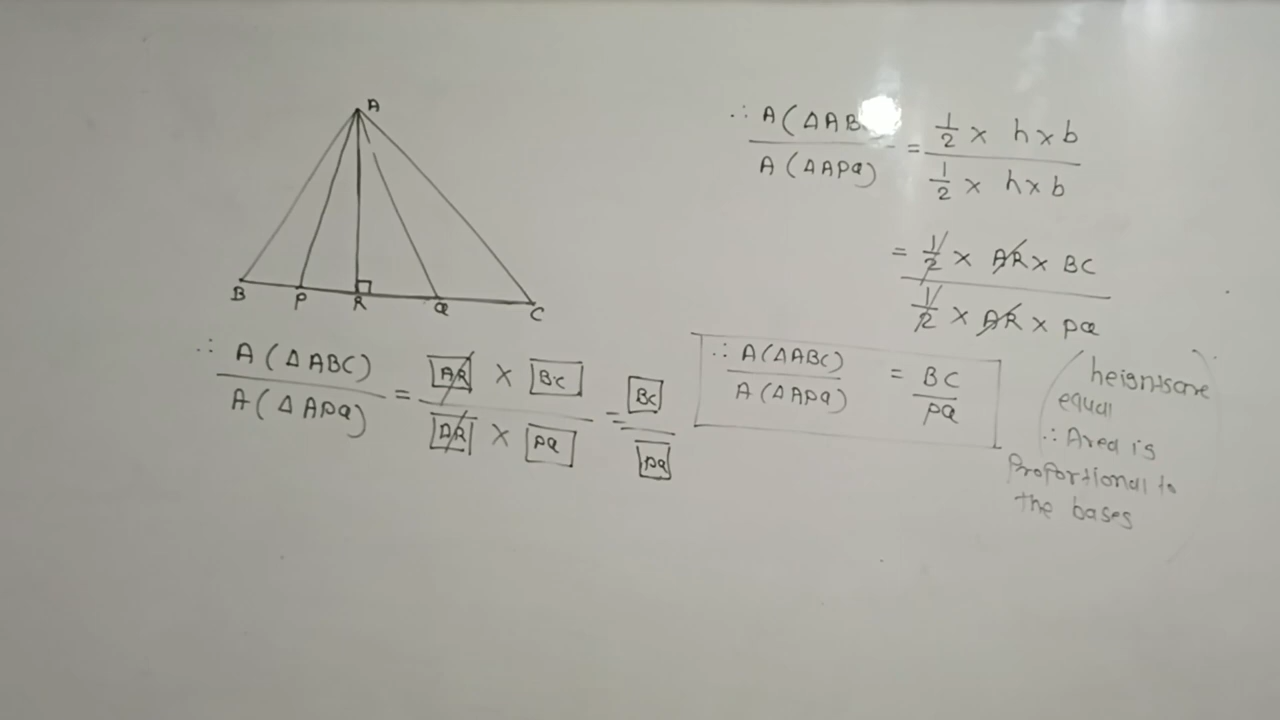 A
B P R Q C
∴ A(ΔABC) / A(ΔAPQ) = AR × BC / AR × PQ = BC / PQ
∴ A(ΔAB / A(ΔAPQ) = 1/2 × h×b / 1/2 × h×b
= 1/2 × AR × BC / 1/2 × AR × PQ
∴ A(ΔABC) / A(ΔAPQ) = BC / PQ
(heights are
equal
∴ Area is
Proportional to
the bases)